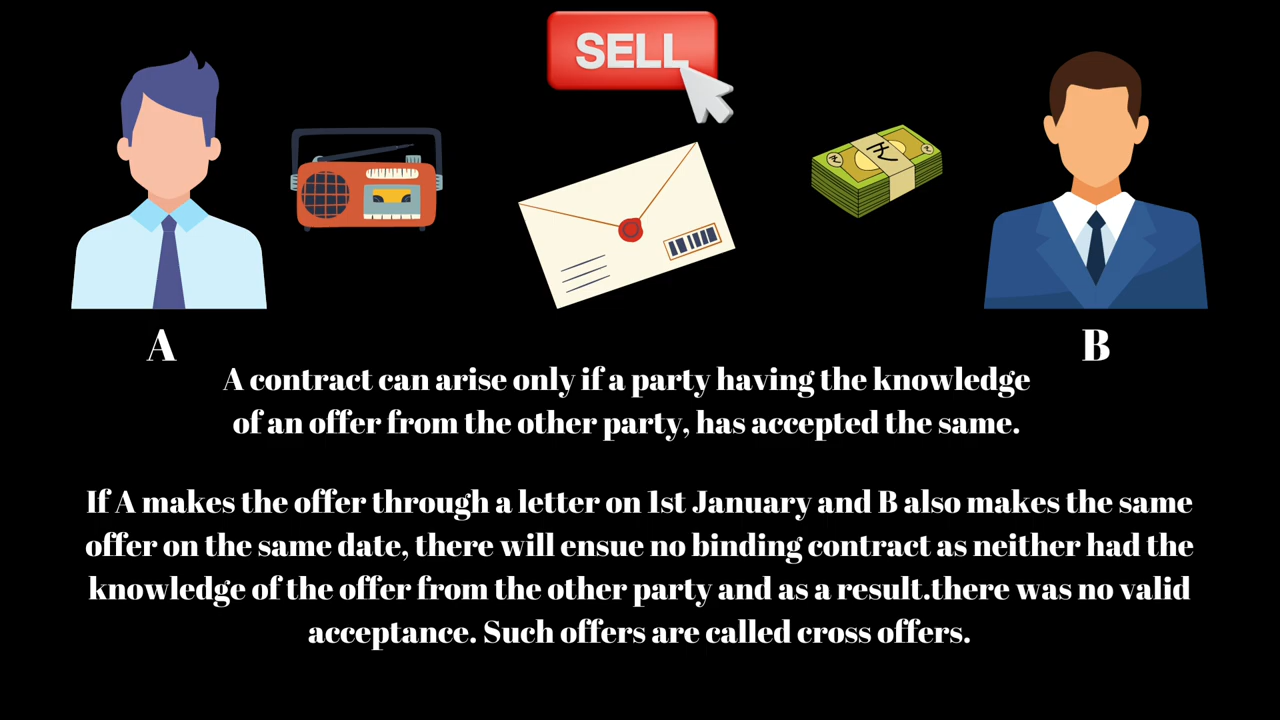 SELL
A
B
A contract can arise only if a party having the knowledge
of an offer from the other party, has accepted the same.
If A makes the offer through a letter on 1st January and B also makes the same
offer on the same date, there will ensue no binding contract as neither had the
knowledge of the offer from the other party and as a result.there was no valid
acceptance. Such offers are called cross offers.